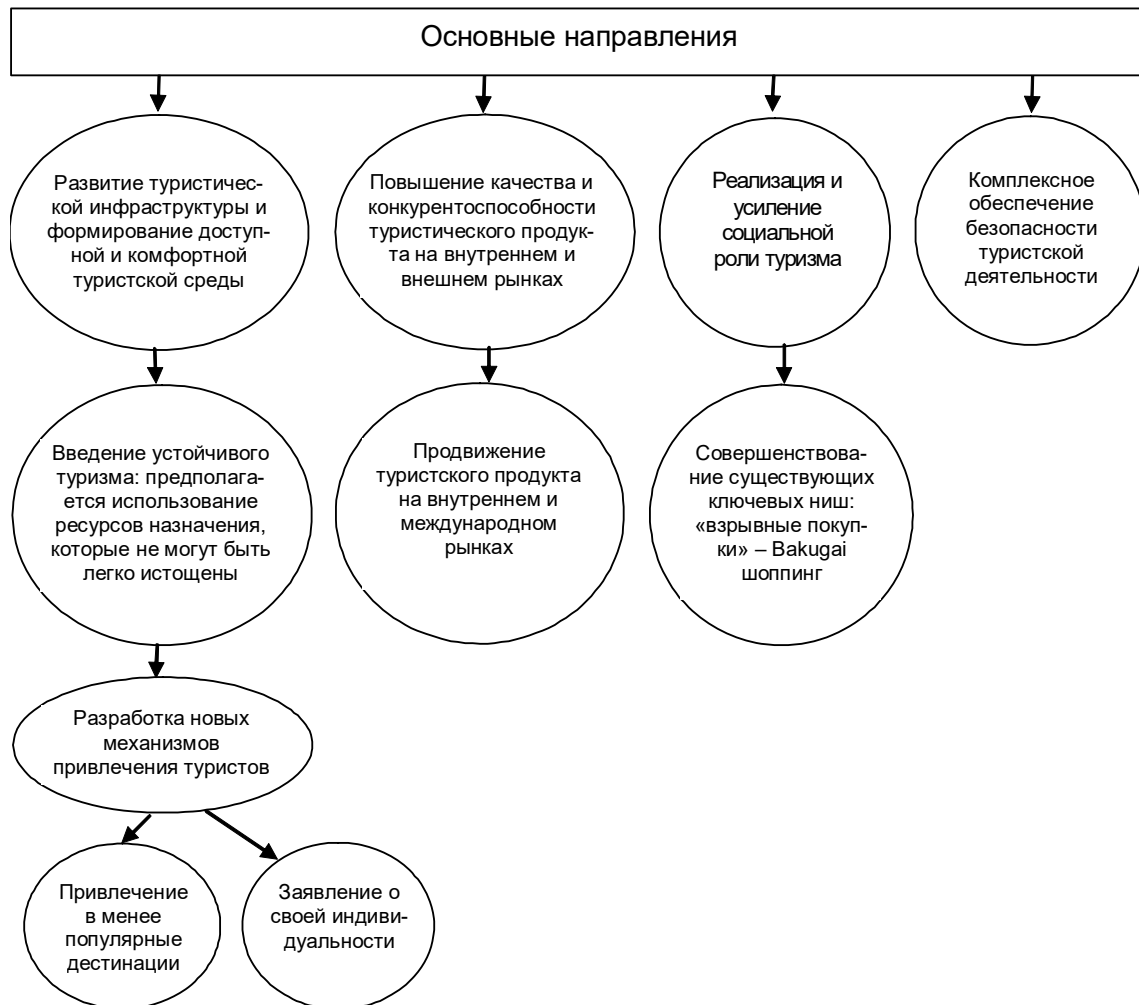 Основные направления
Развитие туристичес-
кой инфраструктуры и
формирование доступ-
ной и комфортной
туристской среды
Повышение качества и
конкурентоспособности
туристического продук-
та на внутреннем и
внешнем рынках
Реализация и
усиление
социальной
роли туризма
Комплексное
обеспечение
безопасности
туристской
деятельности
Введение устойчивого
туризма: предполага-
ется использование
ресурсов назначения,
которые не могут быть
легко истощены
Продвижение
туристского продукта
на внутреннем и
международном
рынках
Совершенствова-
ние существующих
ключевых ниш:
«взрывные покуп-
ки» – Bakugai
шоппинг
Разработка новых
механизмов
привлечения туристов
Привлечение
в менее
популярные
дестинации
Заявление о
своей индиви-
дуальности